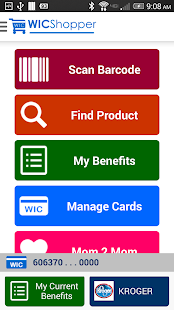 9:08 AM
WICShopper
Scan Barcode
Find Product
My Benefits
WIC
Manage Cards
Mom 2 Mom
WIC
606370 . . . 0000
My Current
Benefits
KROGER